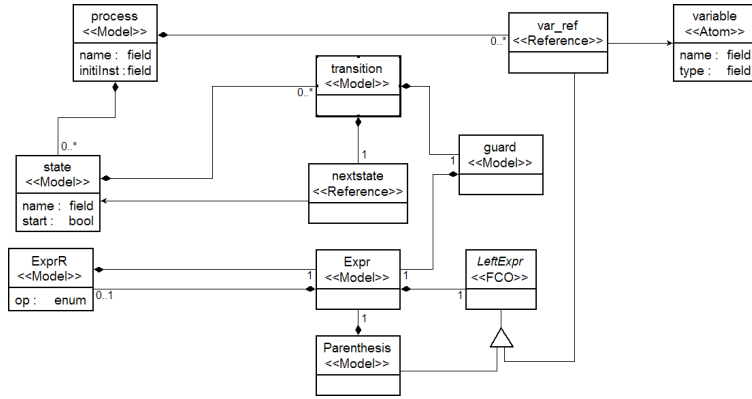 process
<<Model>>
name : field
initiInst : field
0..*
var_ref
<<Reference>>
variable
<<Atom>>
name : field
type : field
transition
<<Model>>
0..*
0..*
1
state
<<Model>>
name : field
start : bool
nextstate
<<Reference>>
guard
<<Model>>
1
ExprR
<<Model>>
op : enum
1
0..1
Expr
<<Model>>
1
1
LeftExpr
<<FCO>>
1
Parenthesis
<<Model>>